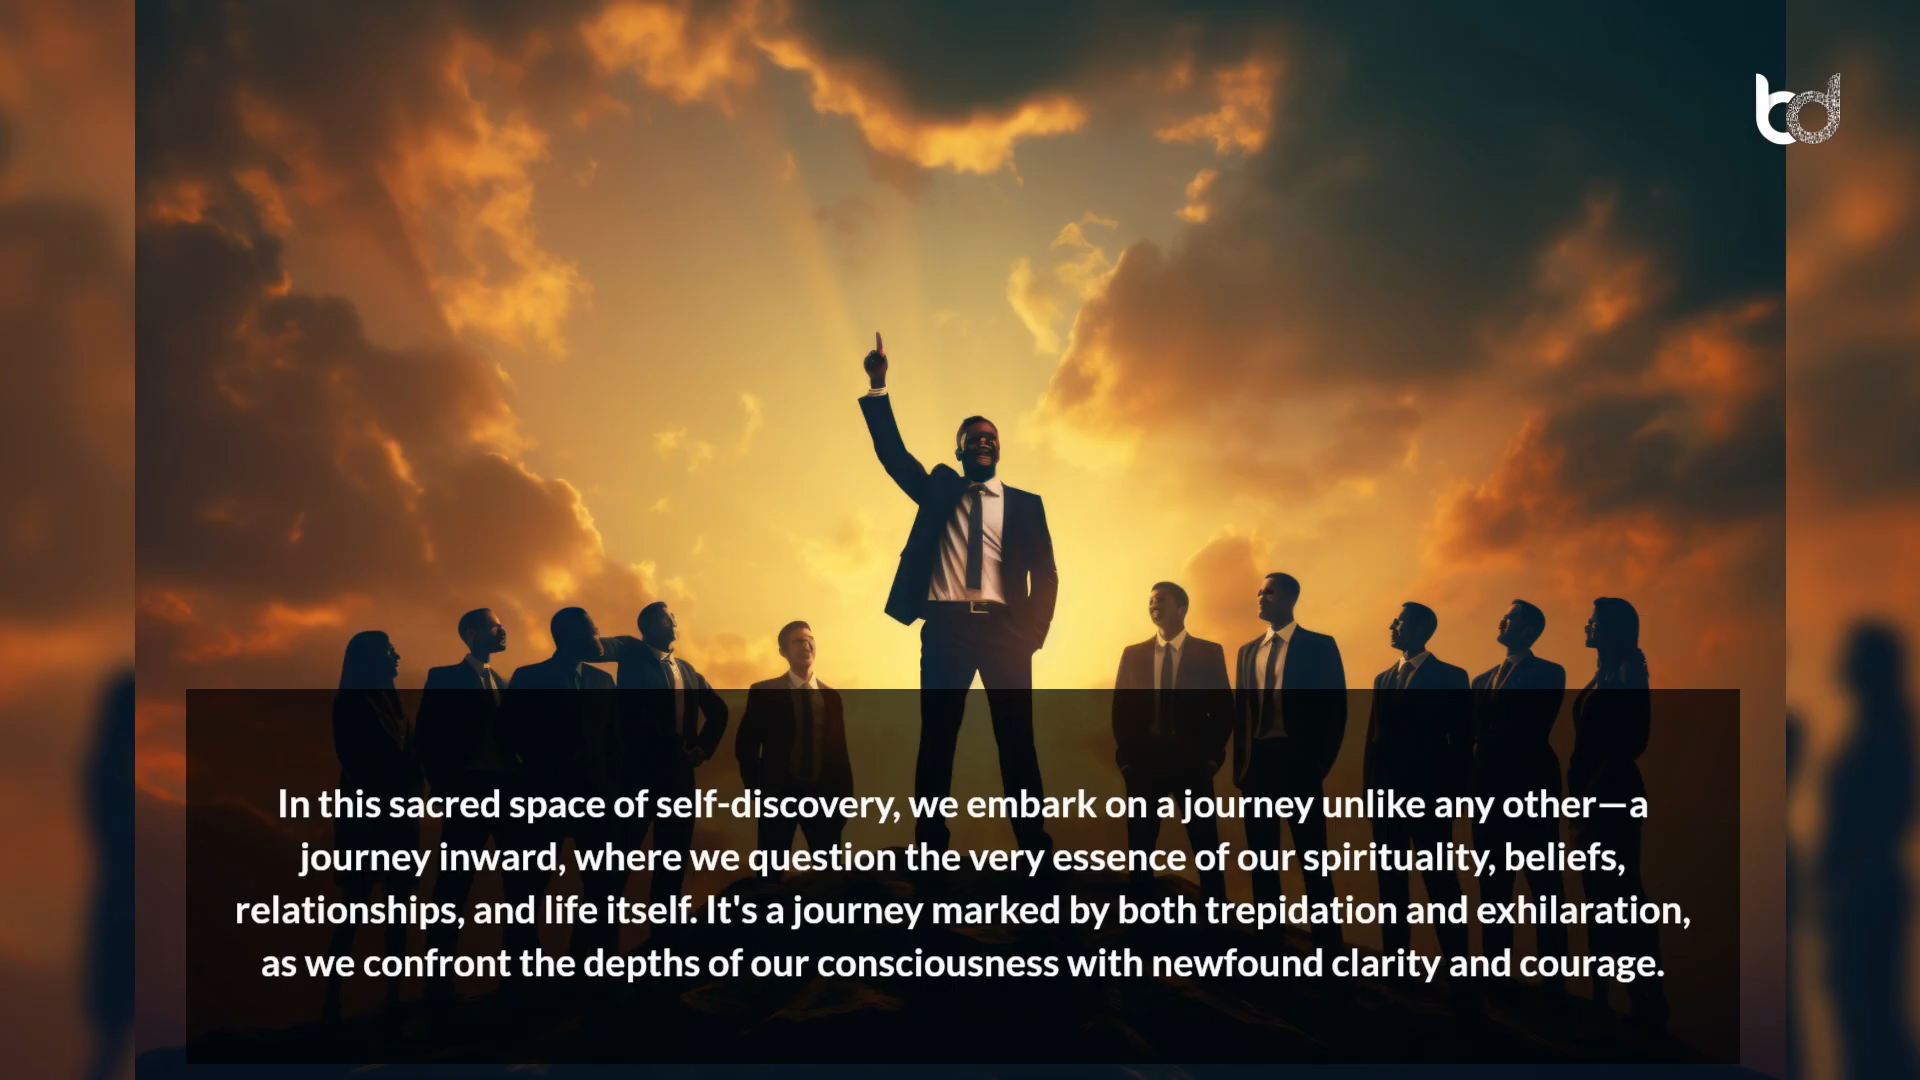 bd
In this sacred space of self-discovery, we embark on a journey unlike any other—a
journey inward, where we question the very essence of our spirituality, beliefs,
relationships, and life itself. It's a journey marked by both trepidation and exhilaration,
as we confront the depths of our consciousness with newfound clarity and courage.